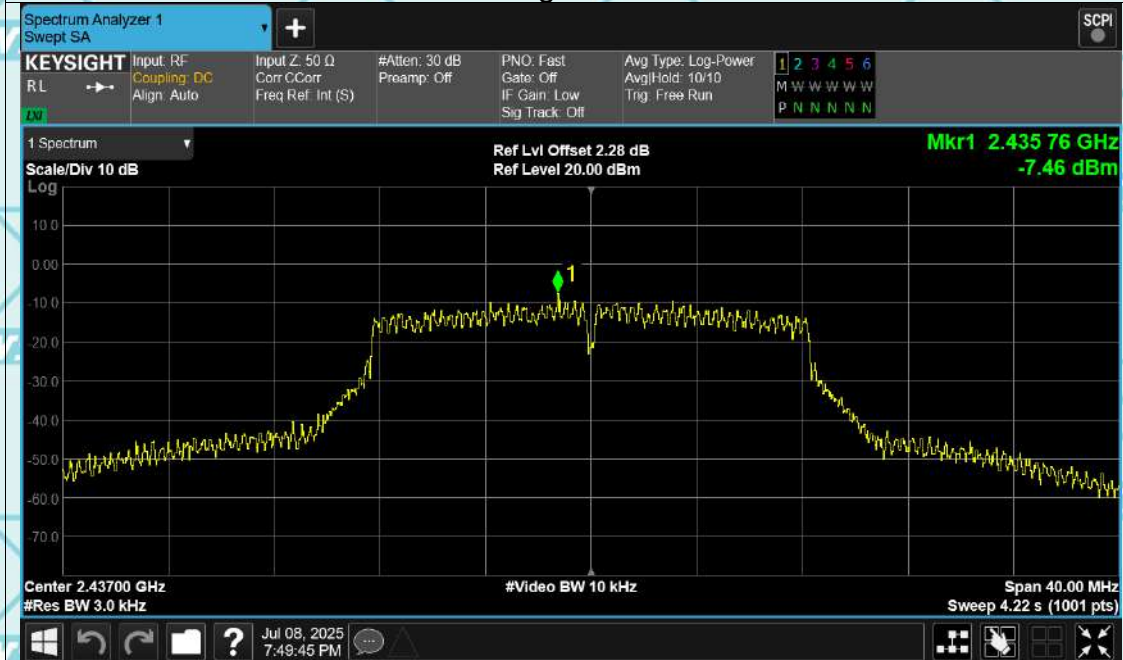 Spectrum Analyzer 1
Swept SA
+
SCPI
KEYSIGHT
RL
LXI
Input: RF
Coupling: DC
Align: Auto
Input Z: 50 Ω
Corr CCorr
Freq Ref: Int (S)
#Atten: 30 dB
Preamp: Off
PNO: Fast
Gate: Off
IF Gain: Low
Sig Track: Off
Avg Type: Log-Power
Avg|Hold: 10/10
Trig: Free Run
1 2 3 4 5 6
M W W W W W
P N N N N N
1 Spectrum
Scale/Div 10 dB
Log
Ref Lvl Offset 2.28 dB
Ref Level 20.00 dBm
Mkr1 2.435 76 GHz
-7.46 dBm
10.0
0.00
-10.0
-20.0
-30.0
-40.0
-50.0
-60.0
-70.0
1
Center 2.43700 GHz
#Res BW 3.0 kHz
#Video BW 10 kHz
Span 40.00 MHz
Sweep 4.22 s (1001 pts)
?
Jul 08, 2025
7:49:45 PM